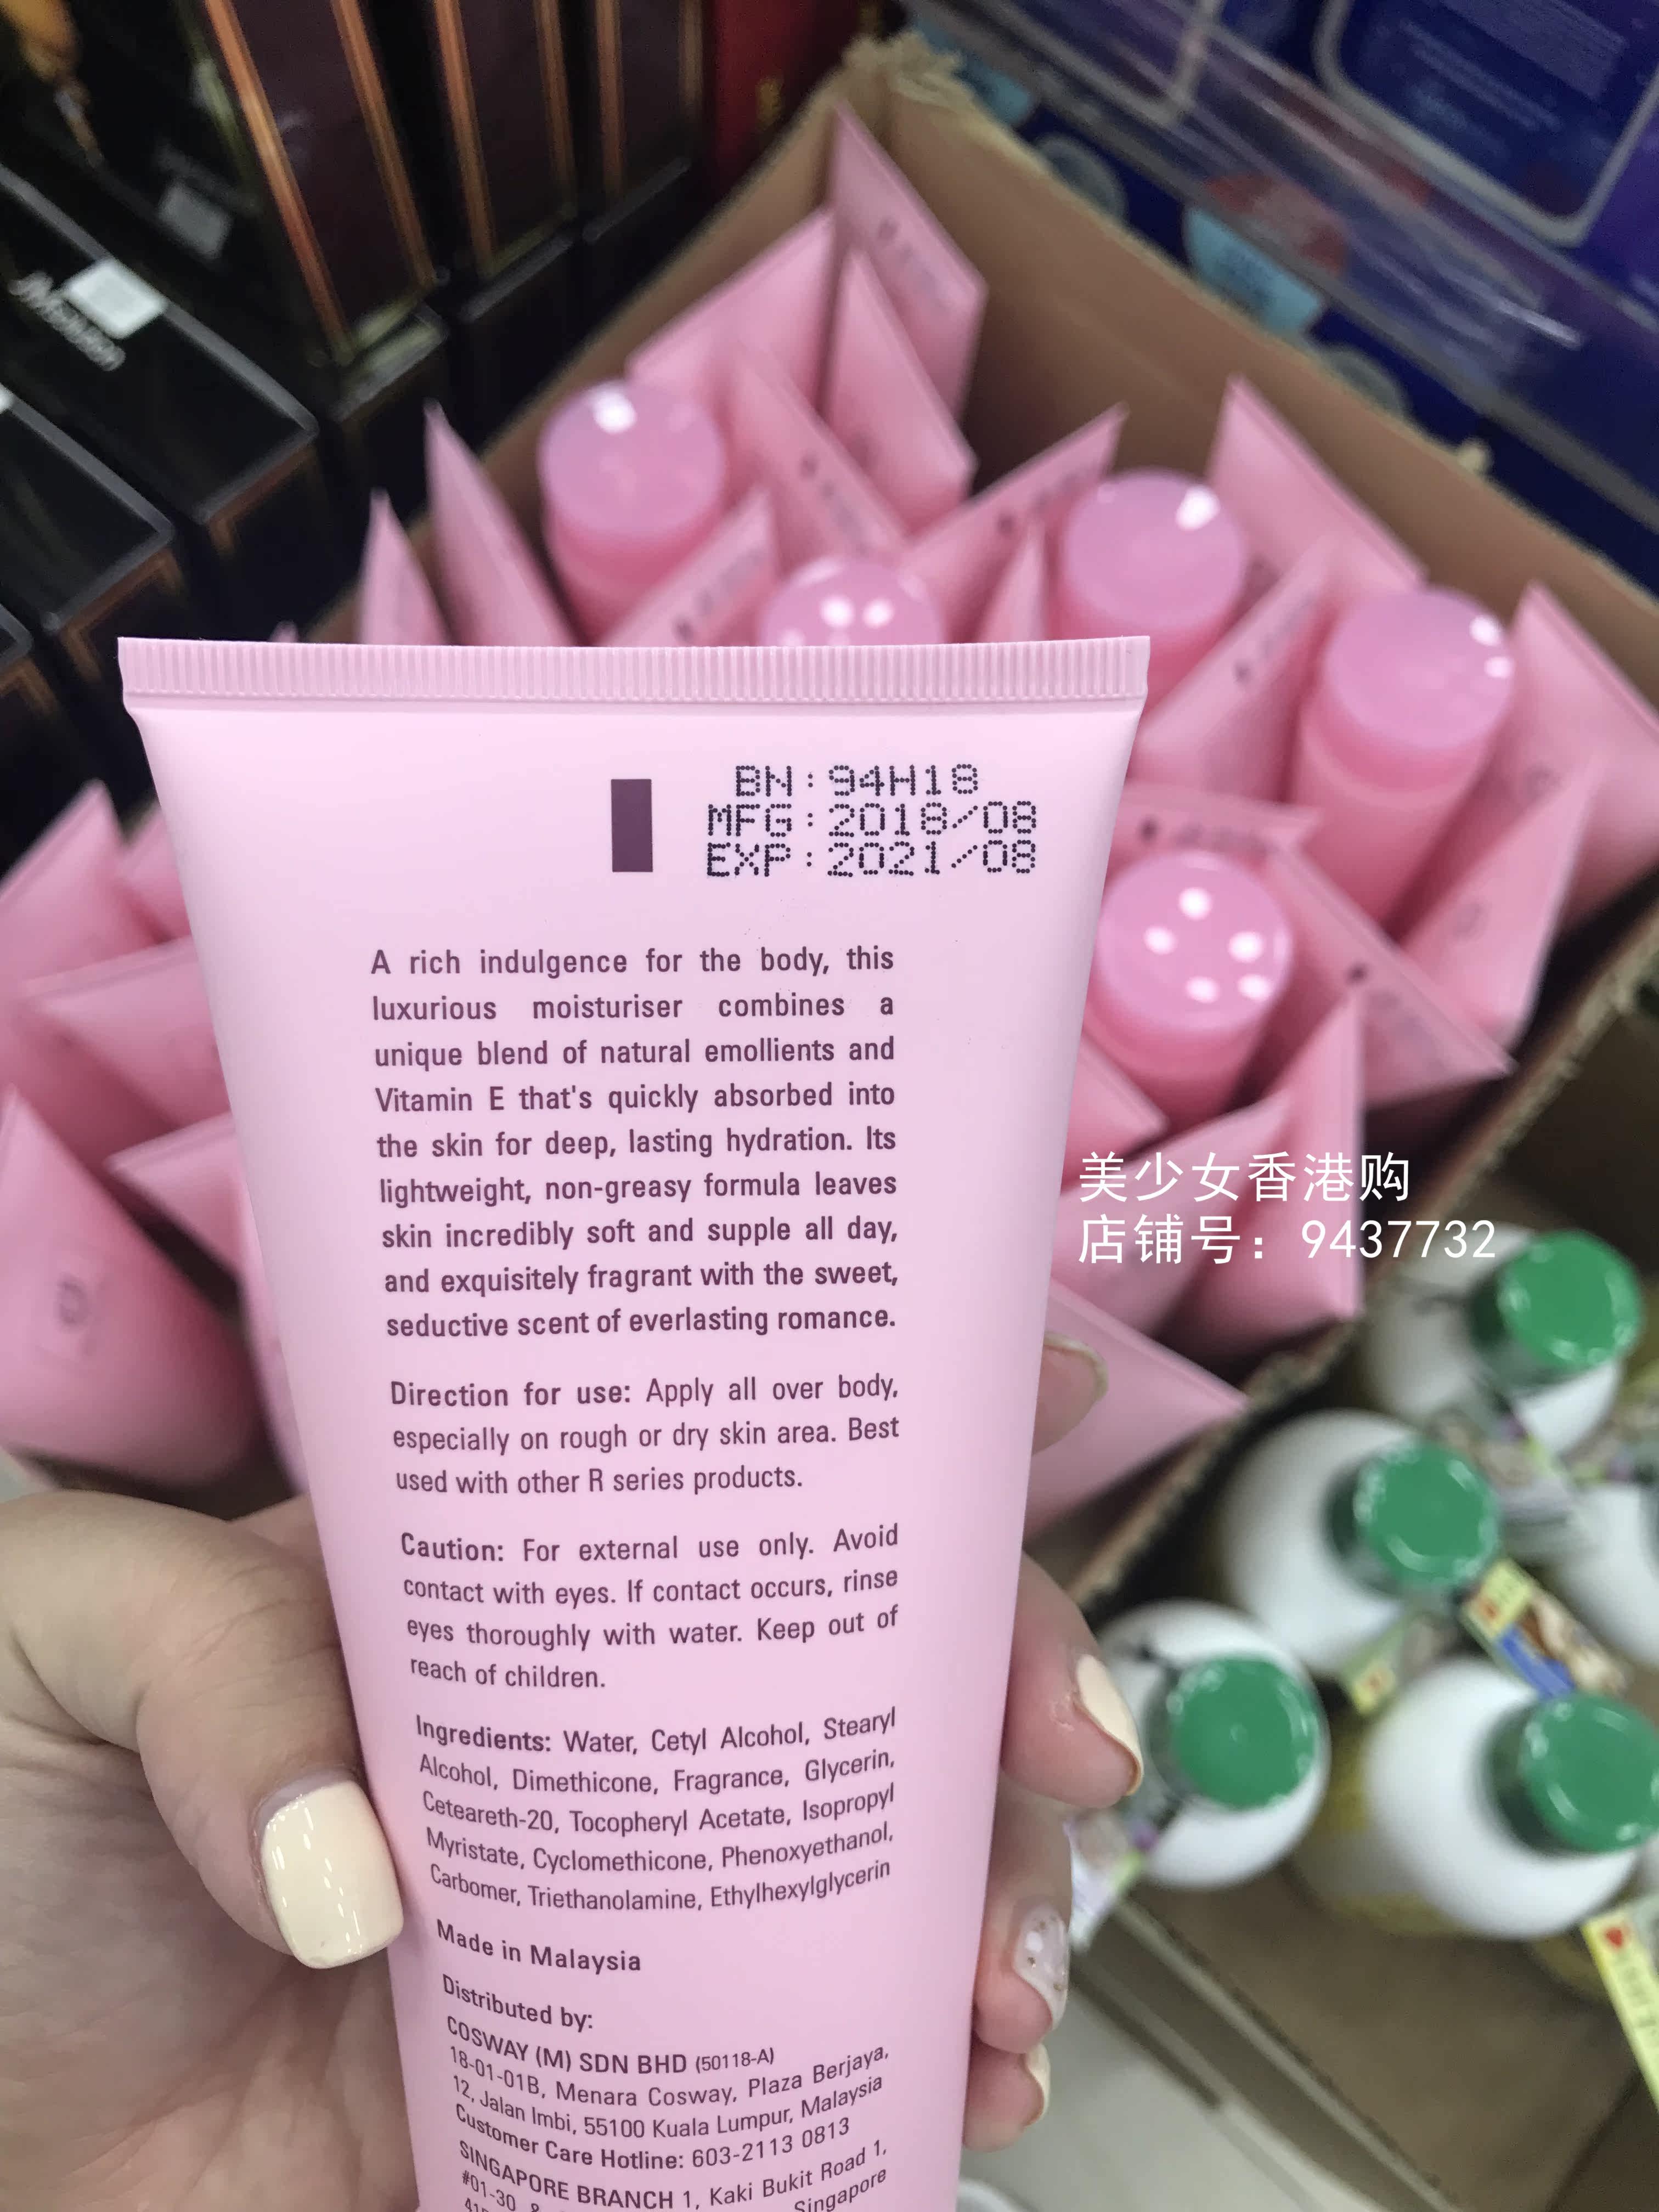 BN:94H18
MFG:2018/08
EXP:2021/08
A rich indulgence for the body, this
luxurious moisturiser combines a
unique blend of natural emollients and
Vitamin E that's quickly absorbed into
the skin for deep, lasting hydration. Its
lightweight, non-greasy formula leaves
skin incredibly soft and supple all day,
and exquisitely fragrant with the sweet,
seductive scent of everlasting romance.
Direction for use: Apply all over body,
especially on rough or dry skin area. Best
used with other R series products.
Caution: For external use only. Avoid
contact with eyes. If contact occurs, rinse
eyes thoroughly with water. Keep out of
reach of children.
Ingredients: Water, Cetyl Alcohol, Stearyl
Alcohol, Dimethicone, Fragrance, Glycerin,
Ceteareth-20, Tocopheryl Acetate, Isopropyl
Myristate, Cyclomethicone, Phenoxyethanol,
Carbomer, Triethanolamine, Ethylhexylglycerin
Made in Malaysia
Distributed by:
COSWAY (M) SDN BHD (50118-A)
18-01-01B, Menara Cosway, Plaza Berjaya,
12, Jalan Imbi, 55100 Kuala Lumpur, Malaysia
Customer Care Hotline: 603-2113 0813
SINGAPORE BRANCH 1, Kaki Bukit Road 1,
#01-30 & Singapore
美少女香港购
店铺号：9437732